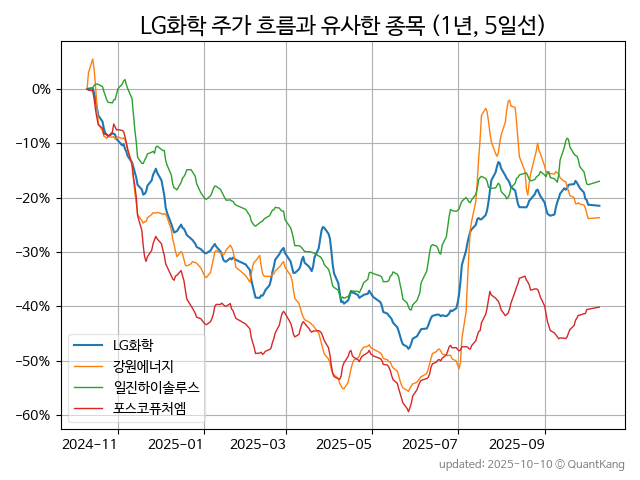 LG화학 주가 흐름과 유사한 종목 (1년, 5일선)
0%
−10%
−20%
−30%
−40%
−50%
−60%
LG화학
강원에너지
일진하이솔루스
포스코퓨처엠
2024−11
2025−01
2025−03
2025−05
2025−07
2025−09
updated: 2025-10-10 © QuantKang